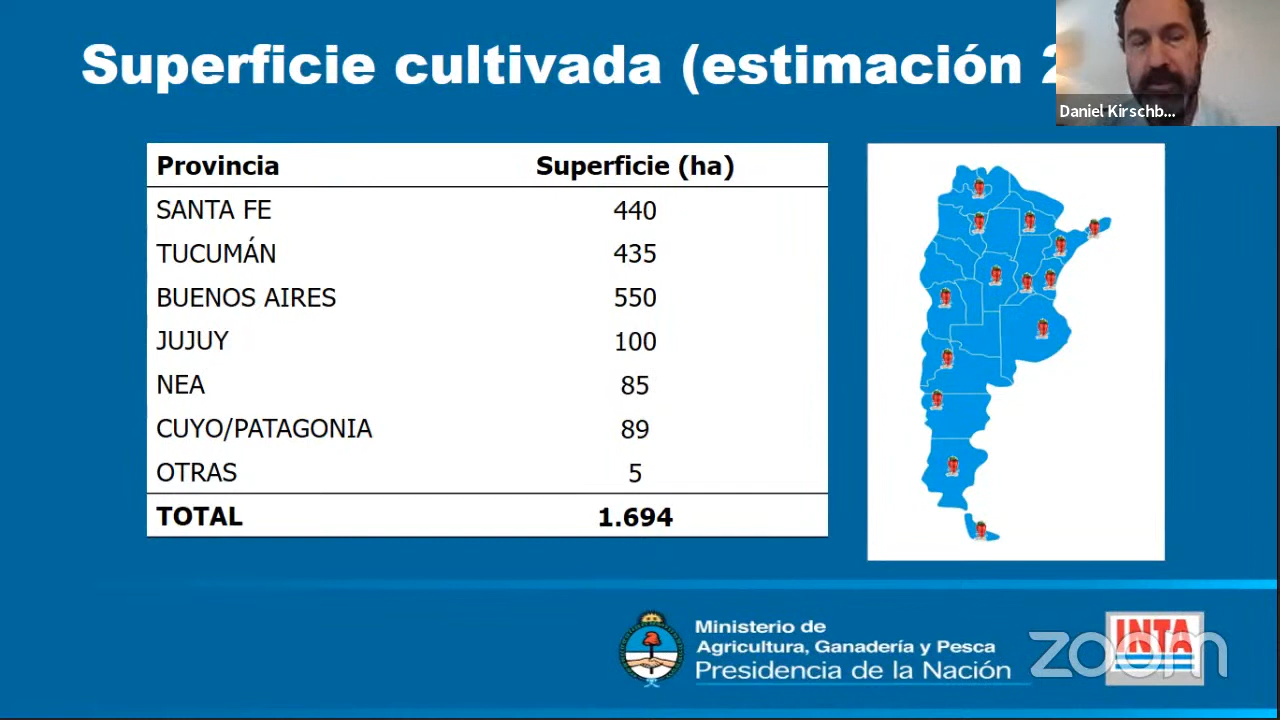 Superficie cultivada (estimación 2
Daniel Kirschb...
Provincia Superficie (ha)
SANTA FE 440
TUCUMÁN 435
BUENOS AIRES 550
JUJUY 100
NEA 85
CUYO/PATAGONIA 89
OTRAS 5
TOTAL 1.694
Ministerio de
Agricultura, Ganadería y Pesca
Presidencia de la Nación
INTA
zoom